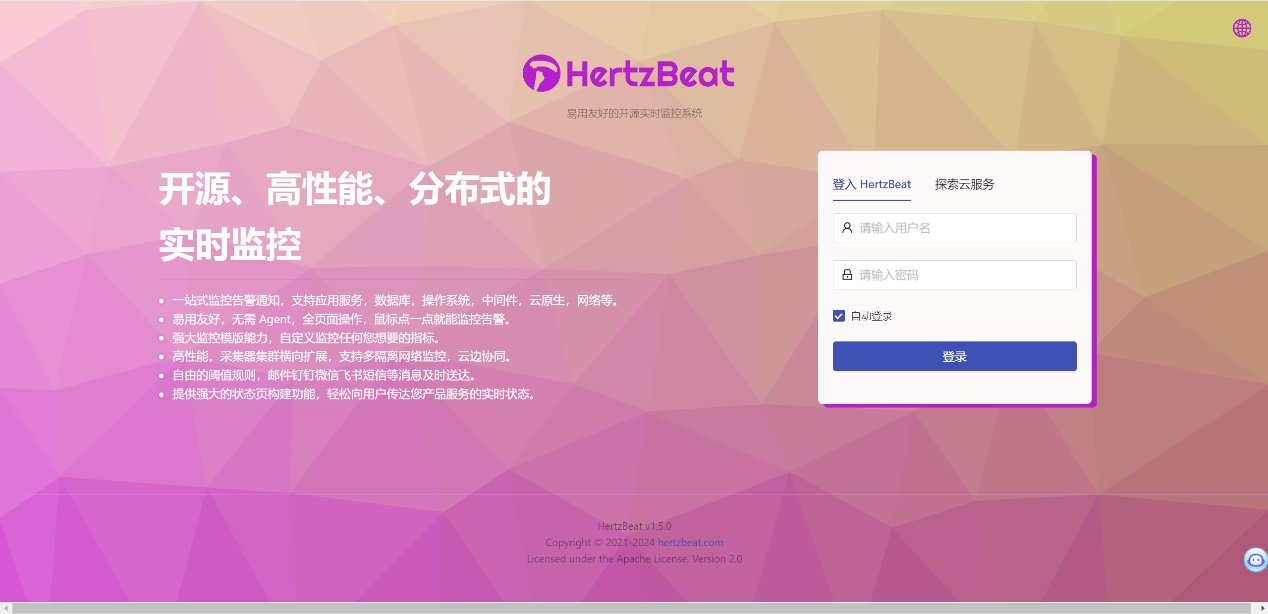 HertzBeat
易用友好的开源实时监控系统
开源、高性能、分布式的
实时监控
一站式监控告警通知，支持应用服务，数据库，操作系统，中间件，云原生，网络等。
易用友好，无需 Agent，全页面操作，鼠标点一点就能监控告警。
强大监控模版能力，自定义监控任何您想要的指标。
高性能，采集器集群横向扩展，支持多隔离网络监控，云边协同。
自由的阈值规则，邮件钉钉微信飞书短信等消息及时送达。
提供强大的状态页构建功能，轻松向用户传达您产品服务的实时状态。
登入 HertzBeat 探索云服务
请输入用户名
请输入密码
自动登录
登录
HertzBeat v1.5.0
Copyright © 2021-2024 hertzbeat.com
Licensed under the Apache License, Version 2.0